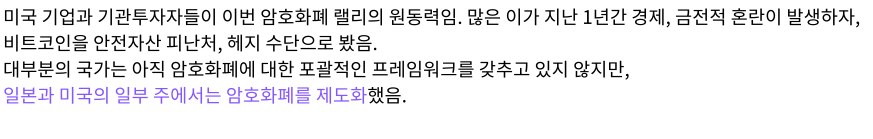 미국 기업과 기관투자자들이 이번 암호화폐 랠리의 원동력임. 많은 이가 지난 1년간 경제, 금전적 혼란이 발생하자,
비트코인을 안전자산 피난처, 헤지 수단으로 봤음.
대부분의 국가는 아직 암호화폐에 대한 포괄적인 프레임워크를 갖추고 있지 않지만,
일본과 미국의 일부 주에서는 암호화폐를 제도화했음.